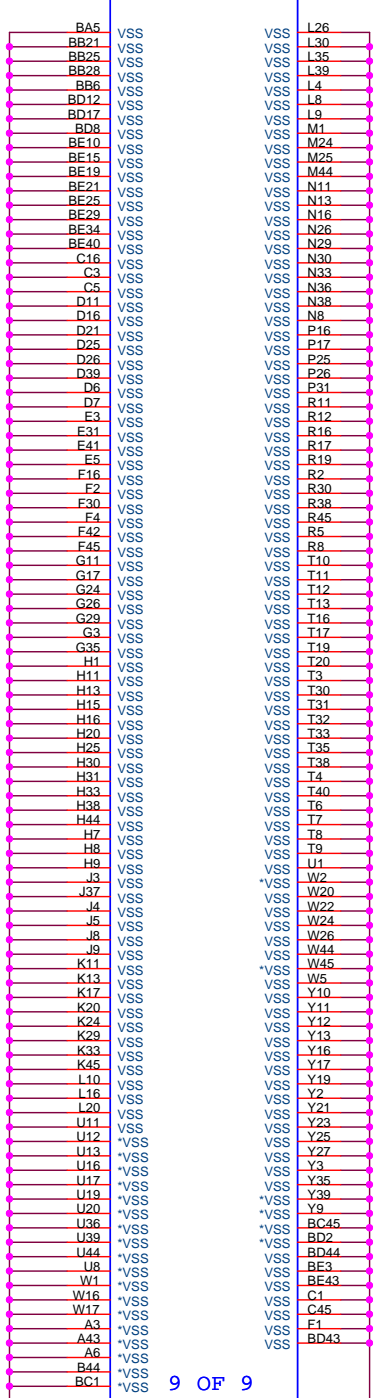 BA5 VSS VSS L26
BB21 VSS VSS L30
BB25 VSS VSS L35
BB28 VSS VSS L39
BB6 VSS VSS L4
BD12 VSS VSS L8
BD17 VSS VSS L9
BD8 VSS VSS M1
BE10 VSS VSS M24
BE15 VSS VSS M25
BE19 VSS VSS M44
BE21 VSS VSS N11
BE25 VSS VSS N13
BE29 VSS VSS N16
BE34 VSS VSS N26
BE40 VSS VSS N29
C16 VSS VSS N30
C3 VSS VSS N33
C5 VSS VSS N36
D11 VSS VSS N38
D16 VSS VSS N8
D21 VSS VSS P16
D25 VSS VSS P17
D26 VSS VSS P25
D39 VSS VSS P26
D6 VSS VSS P31
D7 VSS VSS R11
E3 VSS VSS R12
E31 VSS VSS R16
E41 VSS VSS R17
E5 VSS VSS R19
F16 VSS VSS R2
F2 VSS VSS R30
F30 VSS VSS R38
F4 VSS VSS R45
F42 VSS VSS R5
F45 VSS VSS R8
G11 VSS VSS T10
G17 VSS VSS T11
G24 VSS VSS T12
G26 VSS VSS T13
G29 VSS VSS T16
G3 VSS VSS T17
G35 VSS VSS T19
H1 VSS VSS T20
H11 VSS VSS T3
H13 VSS VSS T30
H15 VSS VSS T31
H16 VSS VSS T32
H20 VSS VSS T33
H25 VSS VSS T35
H30 VSS VSS T38
H31 VSS VSS T4
H33 VSS VSS T40
H38 VSS VSS T6
H44 VSS VSS T7
H7 VSS VSS T8
H8 VSS VSS T9
H9 VSS VSS U1
J3 VSS *VSS W2
J37 VSS VSS W20
J4 VSS VSS W22
J5 VSS VSS W24
J8 VSS VSS W26
J9 VSS VSS W44
K11 VSS *VSS W45
K13 VSS VSS W5
K17 VSS VSS Y10
K20 VSS VSS Y11
K24 VSS VSS Y12
K29 VSS VSS Y13
K33 VSS VSS Y16
K45 VSS VSS Y17
L10 VSS VSS Y19
L16 VSS VSS Y2
L20 VSS VSS Y21
U11 VSS VSS Y23
U12 *VSS VSS Y25
U13 *VSS VSS Y27
U16 *VSS VSS Y3
U17 *VSS VSS Y35
U19 *VSS *VSS Y39
U20 *VSS *VSS Y9
U36 *VSS *VSS BC45
U39 *VSS *VSS BD2
U44 *VSS VSS BD44
U8 *VSS VSS BE3
W1 *VSS VSS BE43
W16 *VSS VSS C1
W17 *VSS VSS C45
A3 *VSS VSS E1
A43 *VSS VSS BD43
A6 *VSS
B44 *VSS
BC1 *VSS
9 OF 9